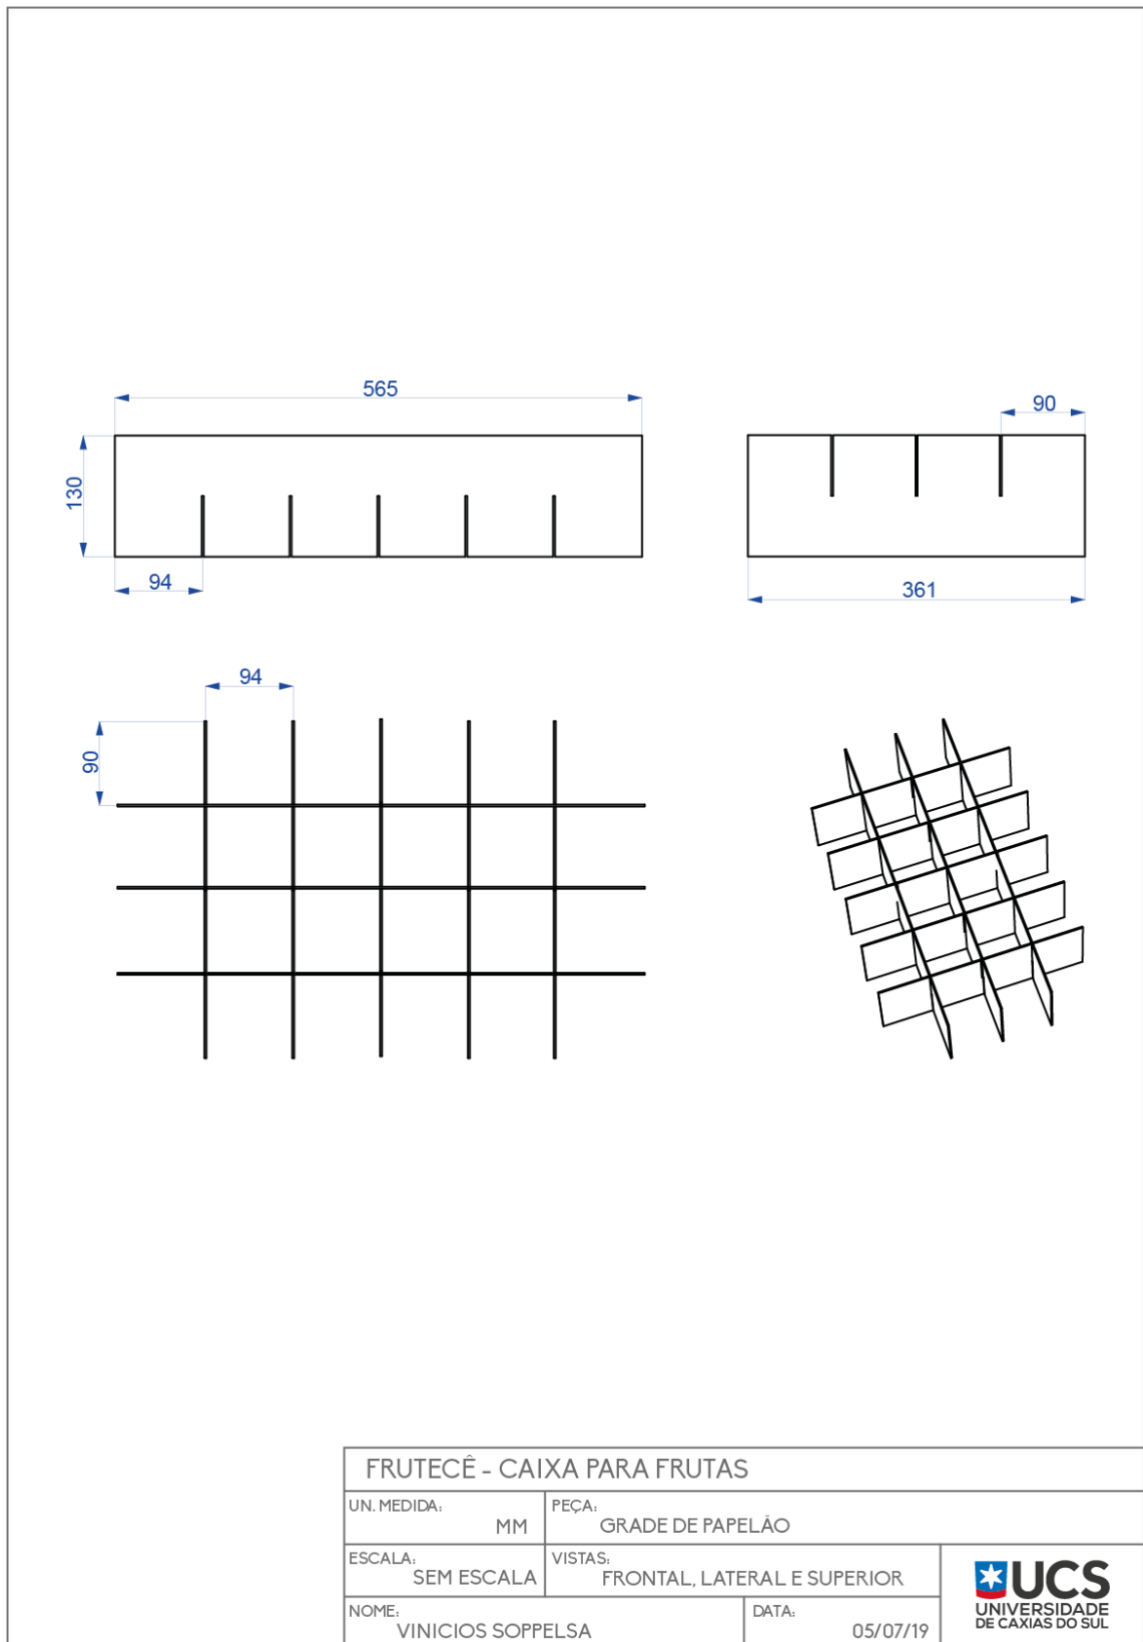 565
90
130
94
361
94
90
FRUTECÊ - CAIXA PARA FRUTAS
UN. MEDIDA:
MM
PEÇA:
GRADE DE PAPELÃO
ESCALA:
SEM ESCALA
VISTAS:
FRONTAL, LATERAL E SUPERIOR
NOME:
VINICIOS SOPPELSA
DATA:
05/07/19
UCS
UNIVERSIDADE
DE CAXIAS DO SUL